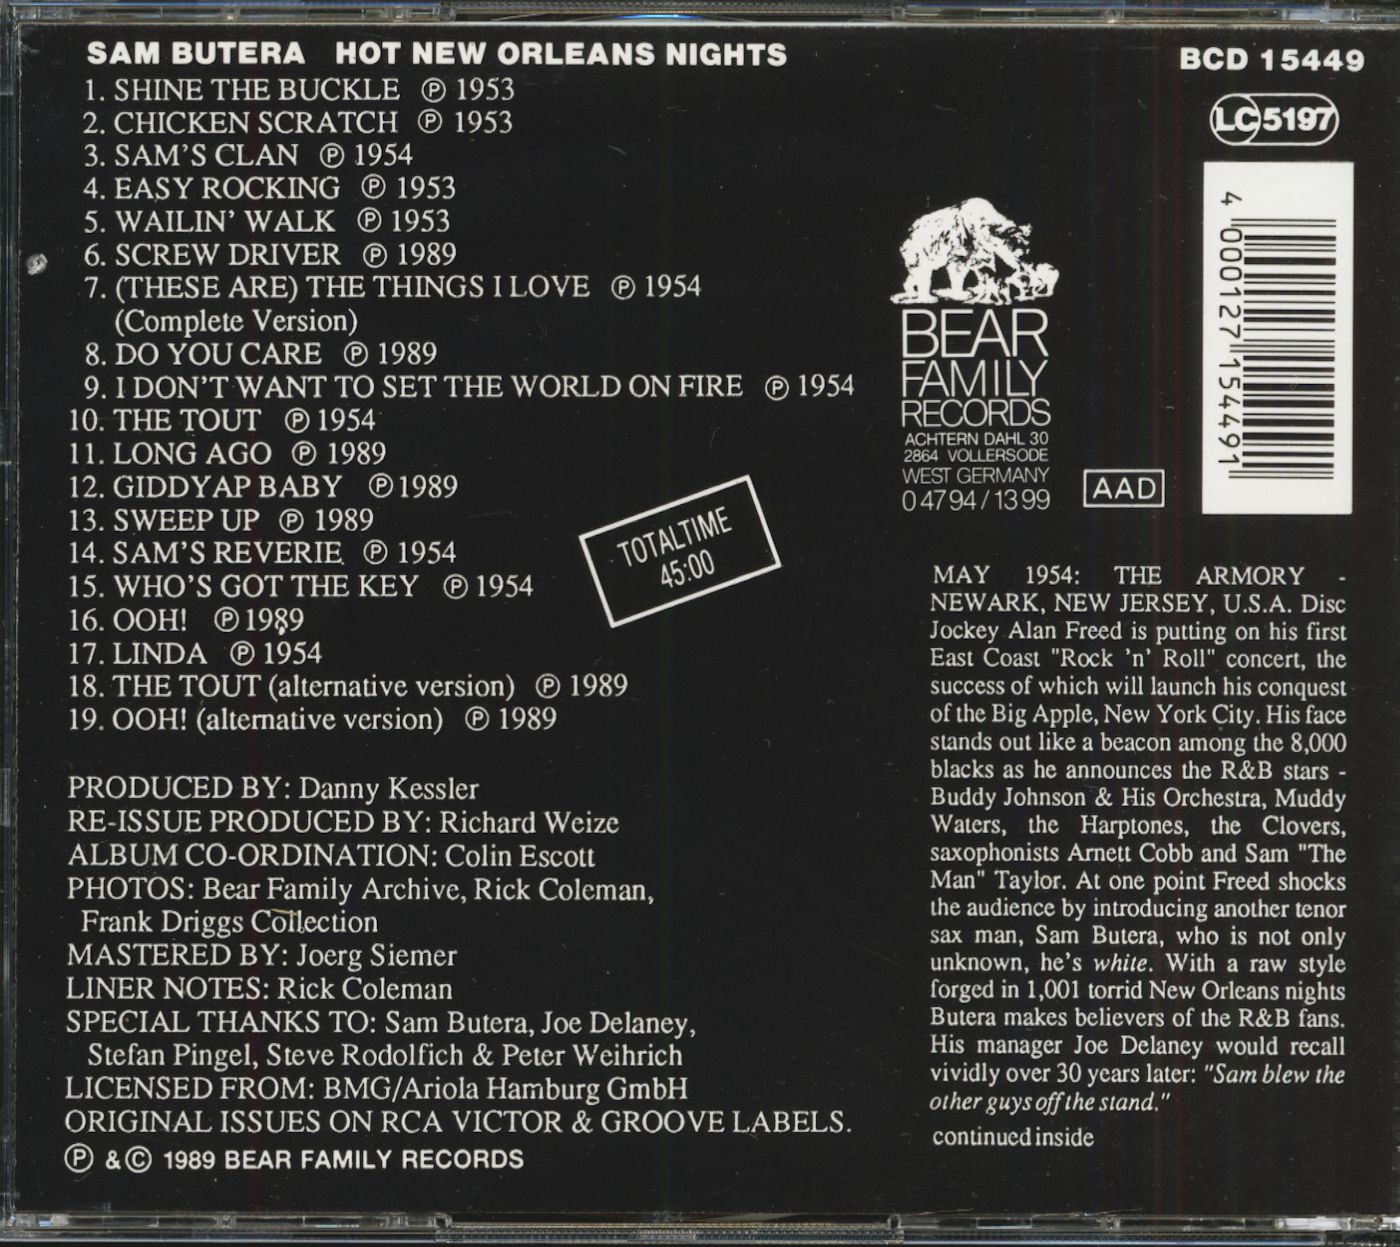 SAM BUTERA HOT NEW ORLEANS NIGHTS
1. SHINE THE BUCKLE ℗ 1953
2. CHICKEN SCRATCH ℗ 1953
3. SAM'S CLAN ℗ 1954
4. EASY ROCKING ℗ 1953
5. WAILIN' WALK ℗ 1953
6. SCREW DRIVER ℗ 1989
7. (THESE ARE) THE THINGS I LOVE ℗ 1954
(Complete Version)
8. DO YOU CARE ℗ 1989
9. I DON'T WANT TO SET THE WORLD ON FIRE ℗ 1954
10. THE TOUT ℗ 1954
11. LONG AGO ℗ 1989
12. GIDDYAP BABY ℗ 1989
13. SWEEP UP ℗ 1989
14. SAM'S REVERIE ℗ 1954
15. WHO'S GOT THE KEY ℗ 1954
16. OOH! ℗ 1989
17. LINDA ℗ 1954
18. THE TOUT (alternative version) ℗ 1989
19. OOH! (alternative version) ℗ 1989
TOTALTIME
45:00
PRODUCED BY: Danny Kessler
RE-ISSUE PRODUCED BY: Richard Weize
ALBUM CO-ORDINATION: Colin Escott
PHOTOS: Bear Family Archive, Rick Coleman,
Frank Driggs Collection
MASTERED BY: Joerg Siemer
LINER NOTES: Rick Coleman
SPECIAL THANKS TO: Sam Butera, Joe Delaney,
Stefan Pingel, Steve Rodolfich & Peter Weihrich
LICENSED FROM: BMG/Ariola Hamburg GmbH
ORIGINAL ISSUES ON RCA VICTOR & GROOVE LABELS.
℗ & © 1989 BEAR FAMILY RECORDS
BCD 15449
LC 5197
4 000127 154491
BEAR
FAMILY
RECORDS
ACHTERN DAHL 30
2864 VOLLERSODE
WEST GERMANY
0 47 94 / 13 99
AAD
MAY 1954: THE ARMORY -
NEWARK, NEW JERSEY, U.S.A. Disc
Jockey Alan Freed is putting on his first
East Coast "Rock 'n' Roll" concert, the
success of which will launch his conquest
of the Big Apple, New York City. His face
stands out like a beacon among the 8,000
blacks as he announces the R&B stars -
Buddy Johnson & His Orchestra, Muddy
Waters, the Harptones, the Clovers,
saxophonists Arnett Cobb and Sam "The
Man" Taylor. At one point Freed shocks
the audience by introducing another tenor
sax man, Sam Butera, who is not only
unknown, he's white. With a raw style
forged in 1,001 torrid New Orleans nights
Butera makes believers of the R&B fans.
His manager Joe Delaney would recall
vividly over 30 years later: "Sam blew the
other guys off the stand."
continued inside